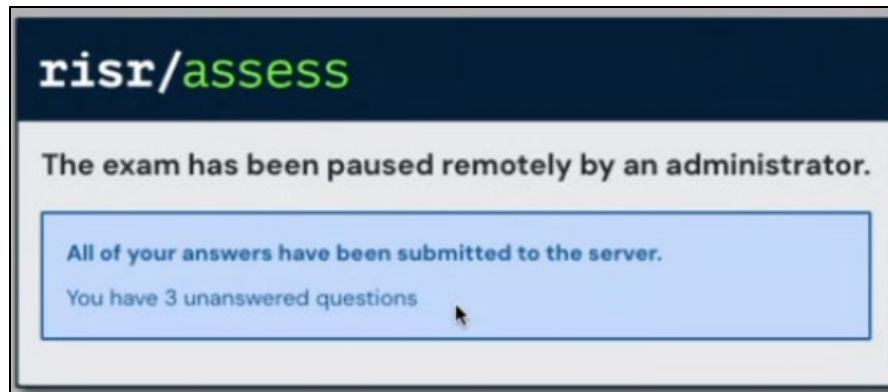 risr/assess
The exam has been paused remotely by an administrator.
All of your answers have been submitted to the server.
You have 3 unanswered questions